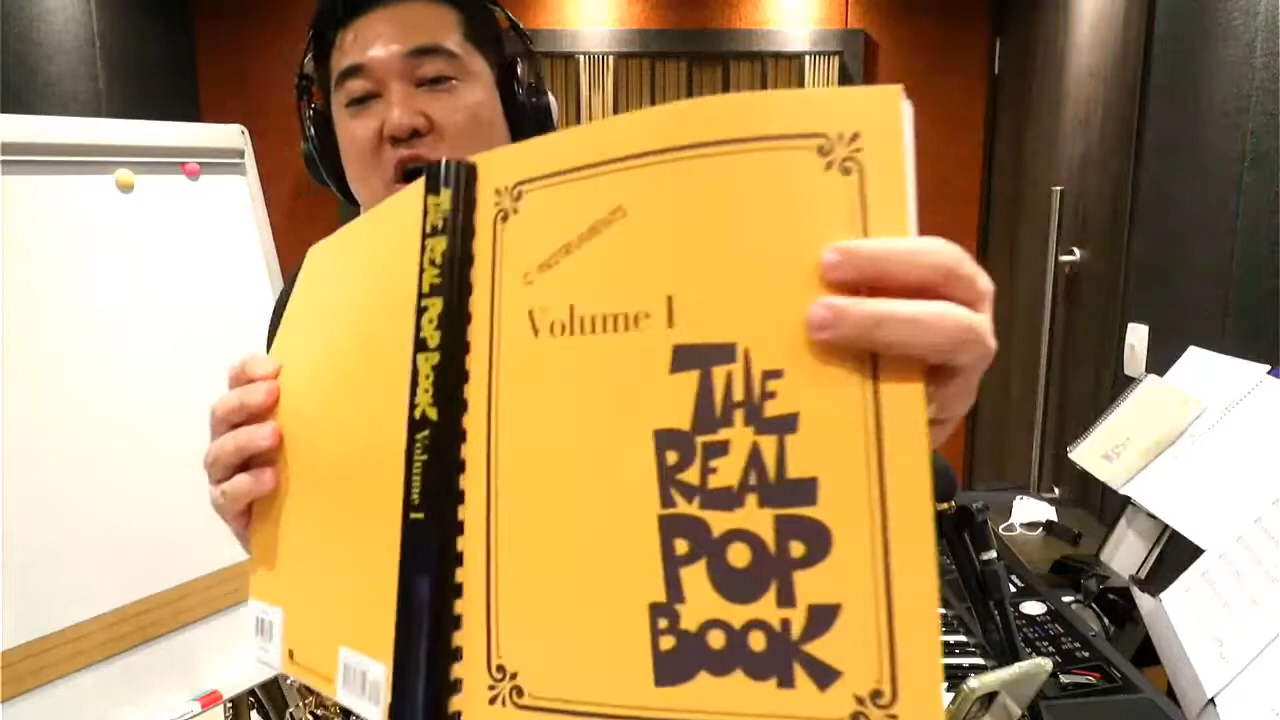 THE REAL POP BOOK Volume I
C INSTRUMENTS
Volume I
THE
REAL
POP
BOOK